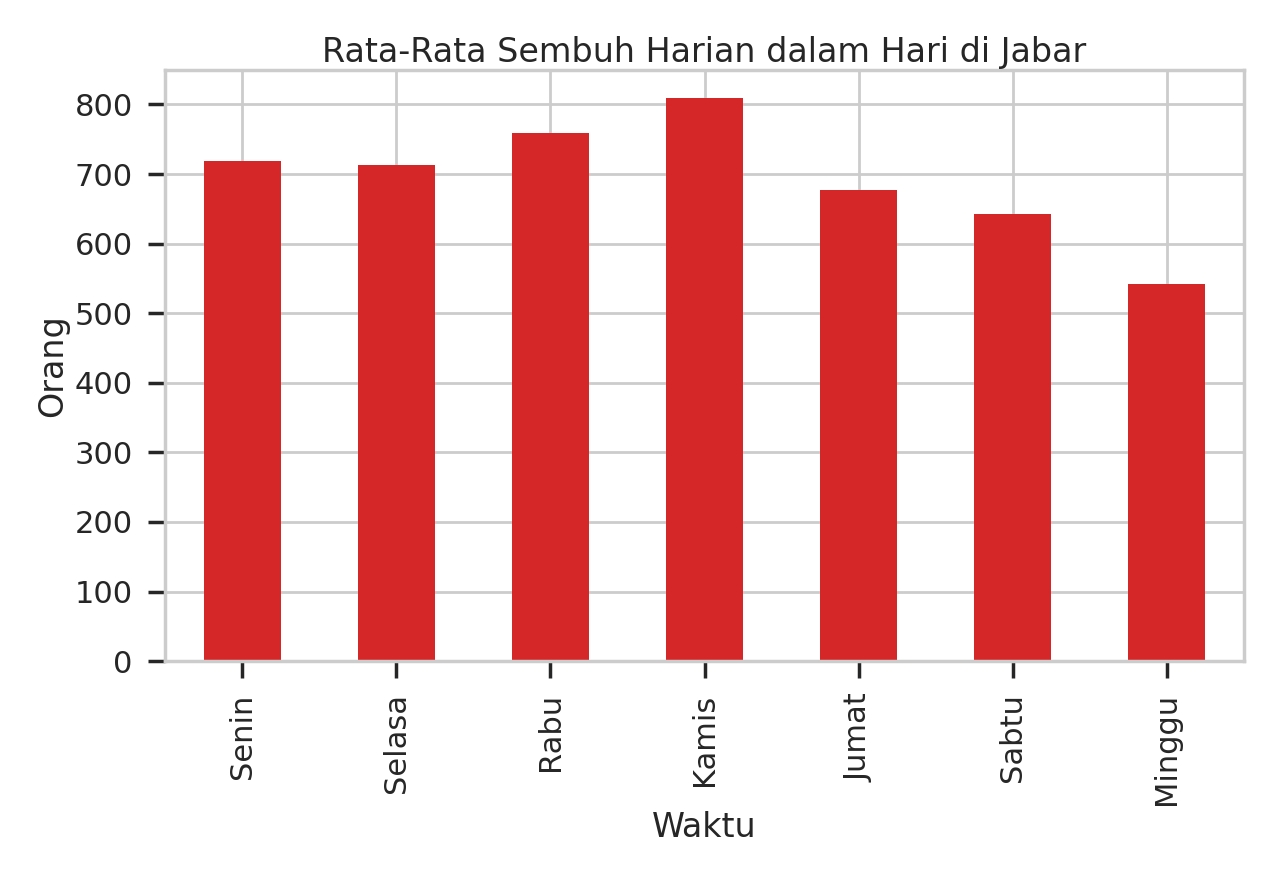 Rata-Rata Sembuh Harian dalam Hari di Jabar
Orang
800
700
600
500
400
300
200
100
0
Senin
Selasa
Rabu
Kamis
Jumat
Sabtu
Minggu
Waktu